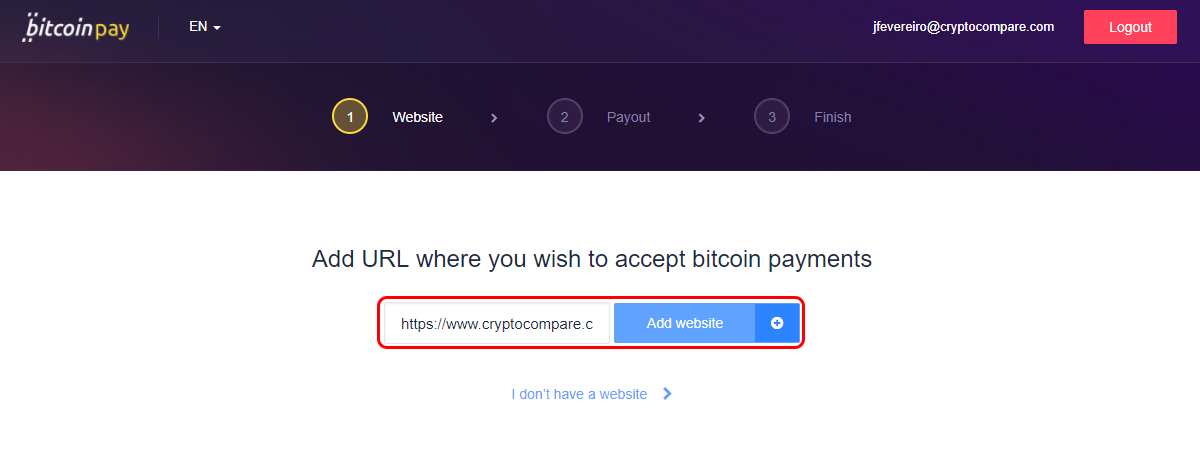 bitcoinpay EN jfevereiro@cryptocompare.com Logout
1 Website 2 Payout 3 Finish
Add URL where you wish to accept bitcoin payments
https://www.cryptocompare.c Add website
I don't have a website